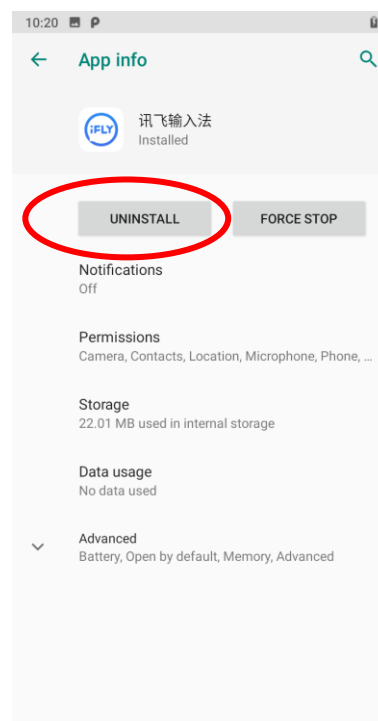 10:20
App info
iFLY
讯飞输入法
Installed
UNINSTALL
FORCE STOP
Notifications
Off
Permissions
Camera, Contacts, Location, Microphone, Phone, ...
Storage
22.01 MB used in internal storage
Data usage
No data used
Advanced
Battery, Open by default, Memory, Advanced